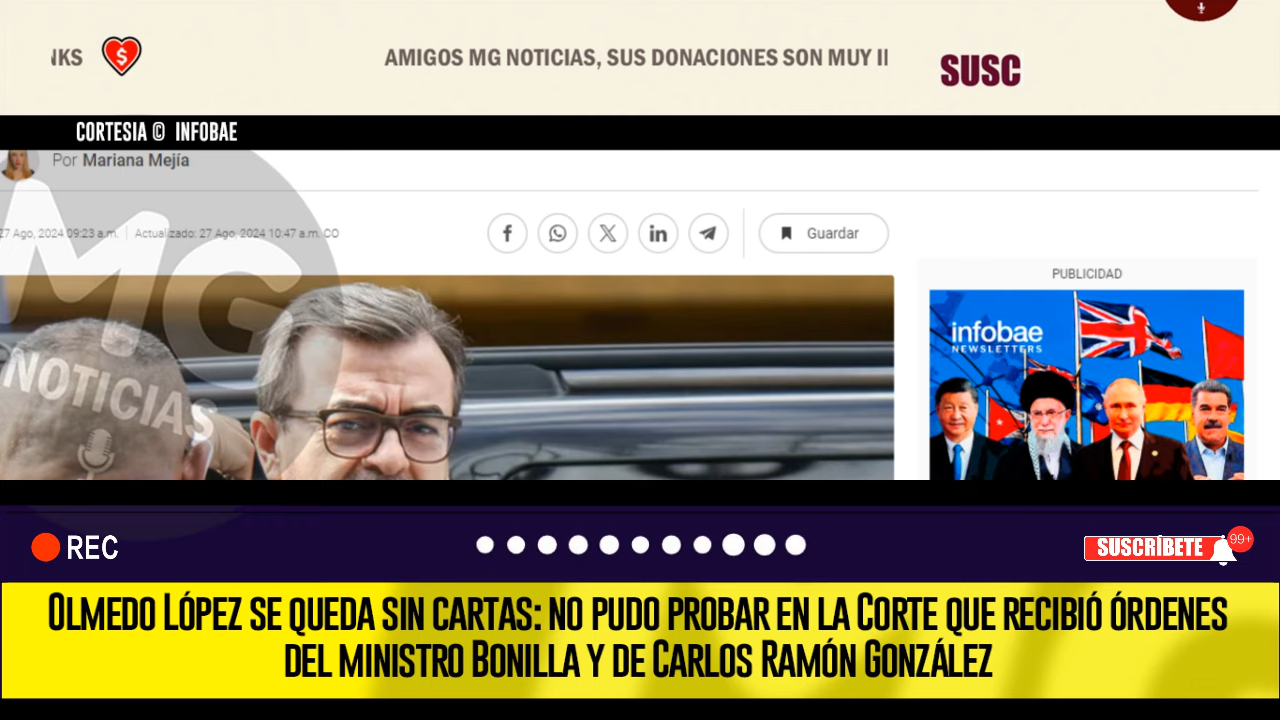 NKS
AMIGOS MG NOTICIAS, SUS DONACIONES SON MUY II
SUSC
CORTESIA © INFOBAE
Por Mariana Mejía
27 Ago, 2024 09:23 a.m. | Actualizado: 27 Ago, 2024 10:47 a.m. CO
Guardar
PUBLICIDAD
infobae
NEWSLETTERS
MG
NOTICIAS
REC
SUSCRÍBETE
99+
OLMEDO LÓPEZ SE QUEDA SIN CARTAS: NO PUDO PROBAR EN LA CORTE QUE RECIBIÓ ÓRDENES
DEL MINISTRO BONILLA Y DE CARLOS RAMÓN GONZÁLEZ